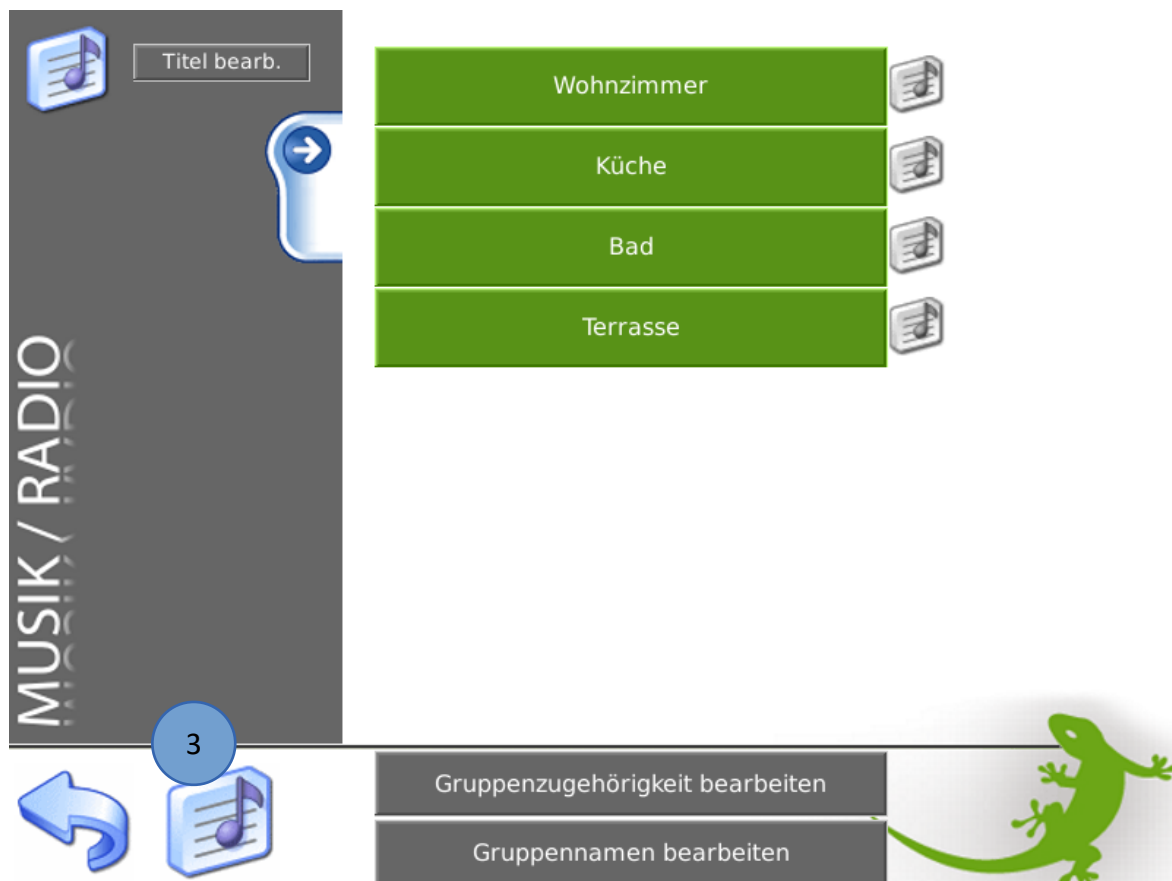 Titel bearb.
MUSIK / RADIO
Wohnzimmer
Küche
Bad
Terrasse
3
Gruppenzugehörigkeit bearbeiten
Gruppennamen bearbeiten